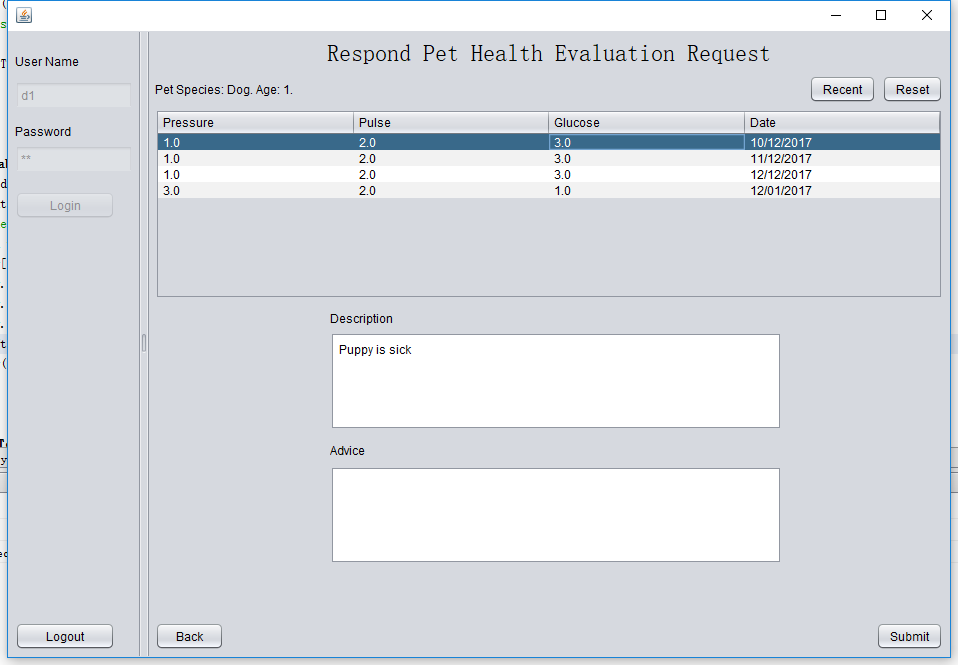 Respond Pet Health Evaluation Request
User Name
d1
Password
**
Login
Logout
Pet Species: Dog. Age: 1.
Recent
Reset
Pressure Pulse Glucose Date
1.0 2.0 3.0 10/12/2017
1.0 2.0 3.0 11/12/2017
1.0 2.0 3.0 12/12/2017
3.0 2.0 1.0 12/01/2017
Description
Puppy is sick
Advice
Back
Submit